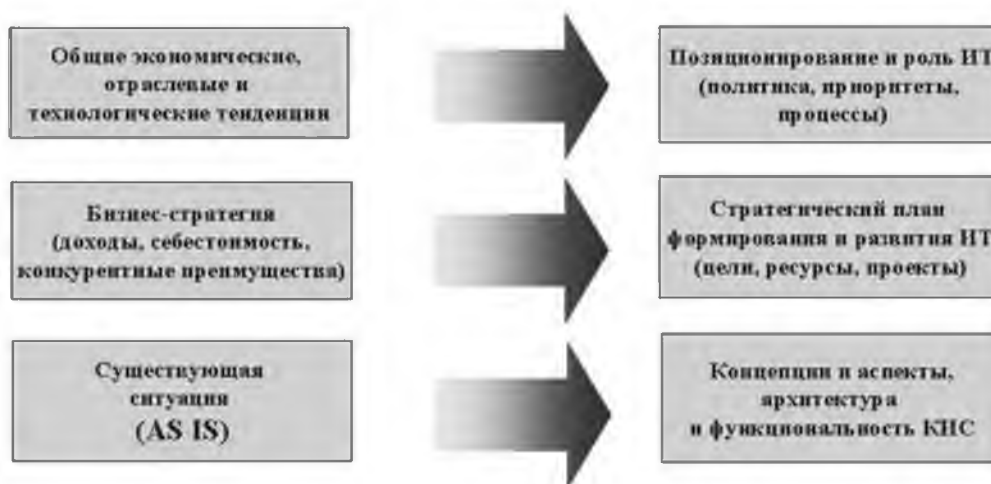 Общие экономические,
отраслевые и
технологические тенденции
Позиционирование и роль ИТ
(политика, приоритеты,
процессы)
Бизнес-стратегия
(доходы, себестоимость,
конкурентные преимущества)
Стратегический план
формирования и развития ИТ
(цели, ресурсы, проекты)
Существующая
ситуация
(AS IS)
Концепции и аспекты,
архитектура
и функциональность КИС